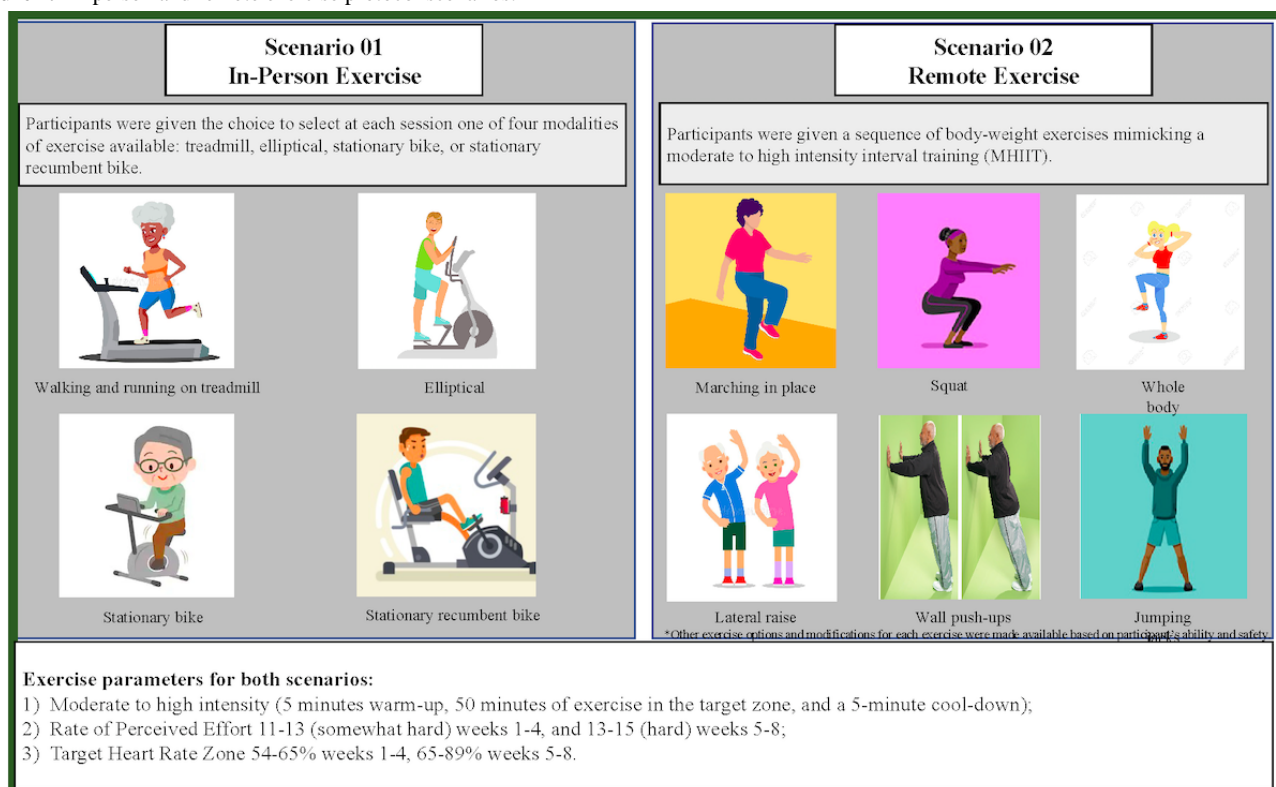 Scenario 01
In-Person Exercise
Participants were given the choice to select at each session one of four modalities
of exercise available: treadmill, elliptical, stationary bike, or stationary
recumbent bike.
Walking and running on treadmill
Elliptical
Stationary bike
Stationary recumbent bike
Scenario 02
Remote Exercise
Participants were given a sequence of body-weight exercises mimicking a
moderate to high intensity interval training (MHIIT).
Marching in place
Squat
Whole
body
Lateral raise
Wall push-ups
Jumping
*Other exercise options and modifications for each exercise were made available based on participant's ability and safety
Exercise parameters for both scenarios:
1) Moderate to high intensity (5 minutes warm-up, 50 minutes of exercise in the target zone, and a 5-minute cool-down);
2) Rate of Perceived Effort 11-13 (somewhat hard) weeks 1-4, and 13-15 (hard) weeks 5-8;
3) Target Heart Rate Zone 54-65% weeks 1-4, 65-89% weeks 5-8.